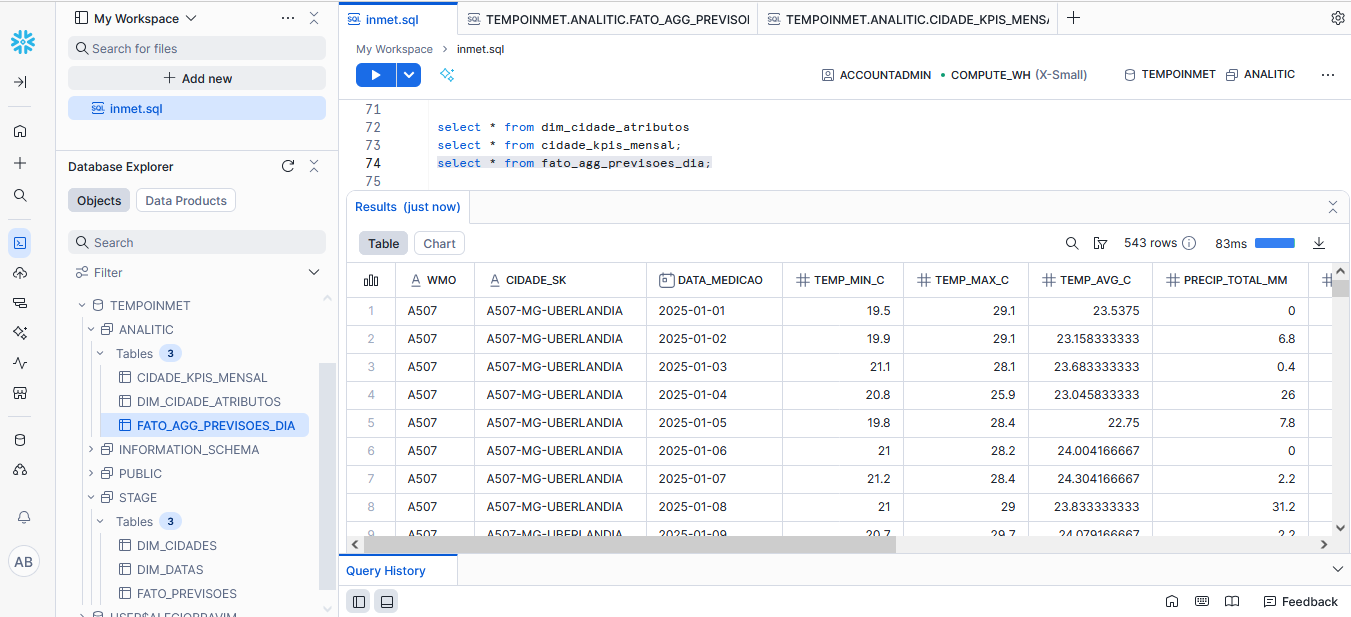 My Workspace
Search for files
Add new
SQL inmet.sql
Database Explorer
Objects Data Products
Search
Filter
TEMPOINMET
ANALITIC
Tables 3
CIDADE_KPIS_MENSAL
DIM_CIDADE_ATRIBUTOS
FATO_AGG_PREVISOES_DIA
INFORMATION_SCHEMA
PUBLIC
STAGE
Tables 3
DIM_CIDADES
DIM_DATAS
FATO_PREVISOES
AB
SQL inmet.sql SQL TEMPOINMET.ANALITIC.FATO_AGG_PREVISOI SQL TEMPOINMET.ANALITIC.CIDADE_KPIS_MENSA
My Workspace > inmet.sql
ACCOUNTADMIN • COMPUTE_WH (X-Small) TEMPOINMET ANALITIC
71
72 select * from dim_cidade_atributos
73 select * from cidade_kpis_mensal;
74 select * from fato_agg_previsoes_dia;
75
Results (just now)
Table Chart 543 rows 83ms
A WMO A CIDADE_SK DATA_MEDICAO # TEMP_MIN_C # TEMP_MAX_C # TEMP_AVG_C # PRECIP_TOTAL_MM #
1 A507 A507-MG-UBERLANDIA 2025-01-01 19.5 29.1 23.5375 0
2 A507 A507-MG-UBERLANDIA 2025-01-02 19.9 29.1 23.158333333 6.8
3 A507 A507-MG-UBERLANDIA 2025-01-03 21.1 28.1 23.683333333 0.4
4 A507 A507-MG-UBERLANDIA 2025-01-04 20.8 25.9 23.045833333 26
5 A507 A507-MG-UBERLANDIA 2025-01-05 19.8 28.4 22.75 7.8
6 A507 A507-MG-UBERLANDIA 2025-01-06 21 28.2 24.004166667 0
7 A507 A507-MG-UBERLANDIA 2025-01-07 21.2 28.4 24.304166667 2.2
8 A507 A507-MG-UBERLANDIA 2025-01-08 21 29 23.833333333 31.2
9 A507 A507-MG-UBERLANDIA 2025-01-09 20.7 29.7 24.079166667 2.2
Query History
Feedback